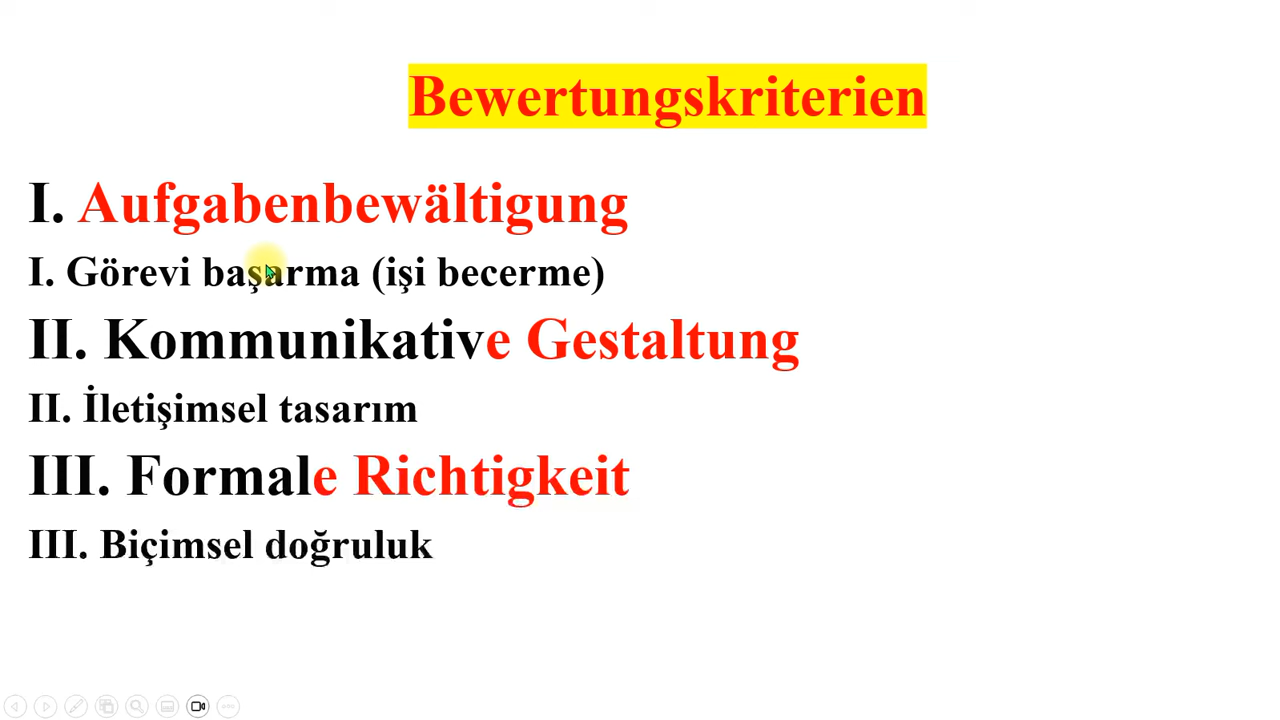 Bewertungskriterien
I. Aufgabenbewältigung
I. Görevi başarma (işi becerme)
II. Kommunikative Gestaltung
II. İletişimsel tasarım
III. Formale Richtigkeit
III. Biçimsel doğruluk